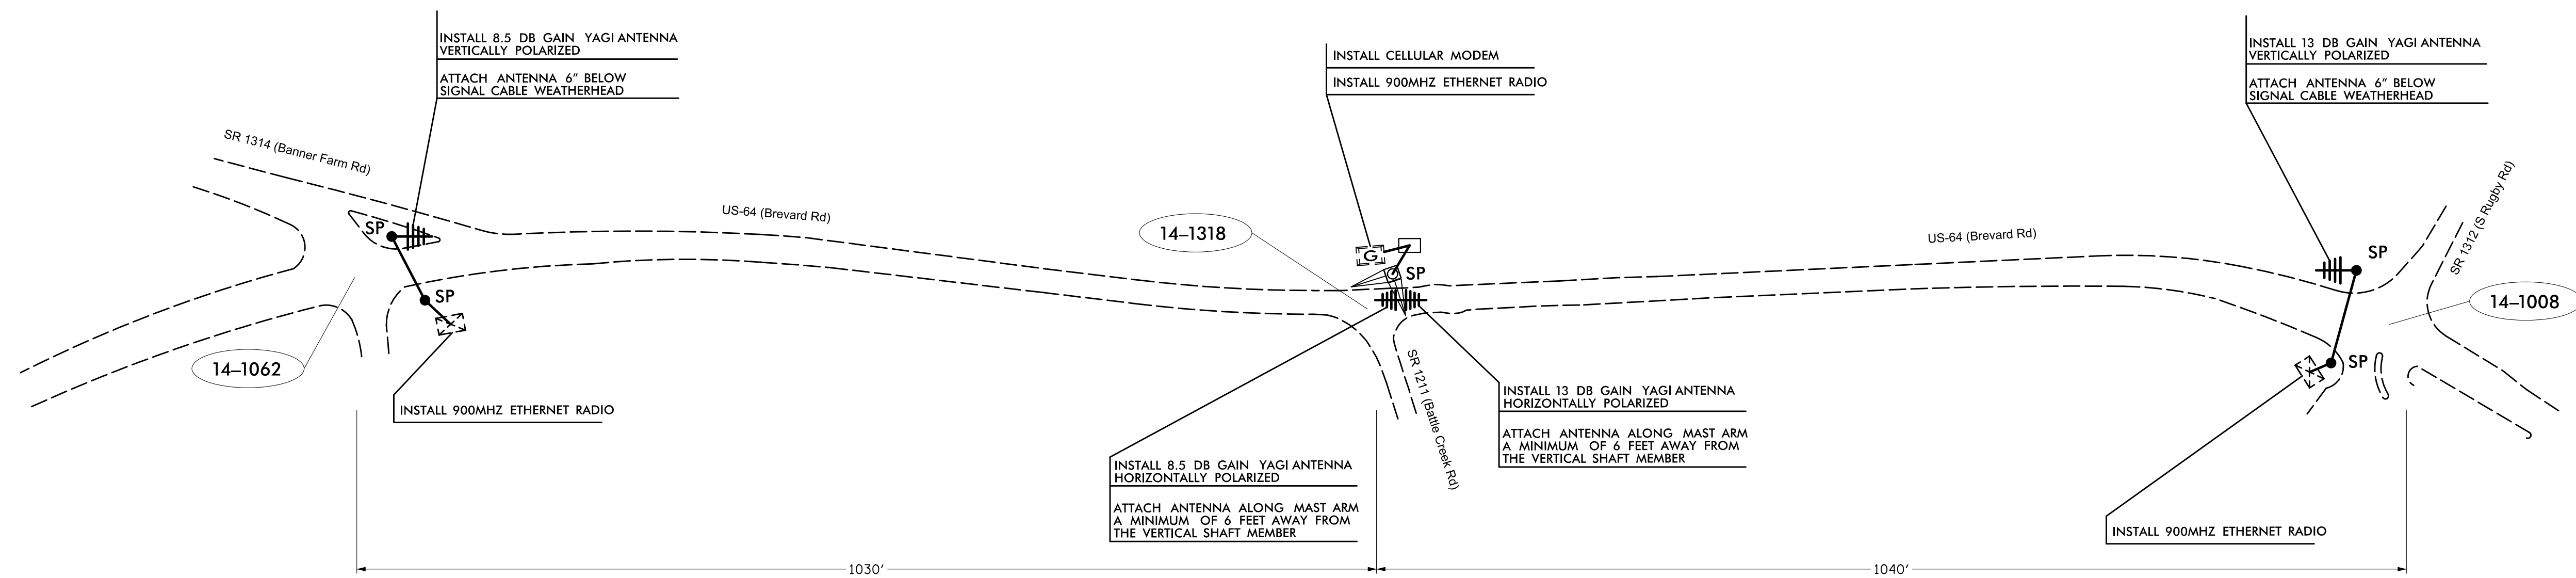 INSTALL 8.5 DB GAIN YAGI ANTENNA
VERTICALLY POLARIZED
ATTACH ANTENNA 6" BELOW
SIGNAL CABLE WEATHERHEAD
INSTALL CELLULAR MODEM
INSTALL 900MHZ ETHERNET RADIO
INSTALL 13 DB GAIN YAGI ANTENNA
VERTICALLY POLARIZED
ATTACH ANTENNA 6" BELOW
SIGNAL CABLE WEATHERHEAD
SR 1314 (Banner Farm Rd)
US-64 (Brevard Rd)
14-1318
US-64 (Brevard Rd)
SR 1312 (S Rugby Rd)
SP
SP
G
SP
SP
SP
14-1008
14-1062
INSTALL 900MHZ ETHERNET RADIO
SR 1211 (Battle Creek Rd)
INSTALL 13 DB GAIN YAGI ANTENNA
HORIZONTALLY POLARIZED
ATTACH ANTENNA ALONG MAST ARM
A MINIMUM OF 6 FEET AWAY FROM
THE VERTICAL SHAFT MEMBER
INSTALL 8.5 DB GAIN YAGI ANTENNA
HORIZONTALLY POLARIZED
ATTACH ANTENNA ALONG MAST ARM
A MINIMUM OF 6 FEET AWAY FROM
THE VERTICAL SHAFT MEMBER
INSTALL 900MHZ ETHERNET RADIO
1030'
1040'